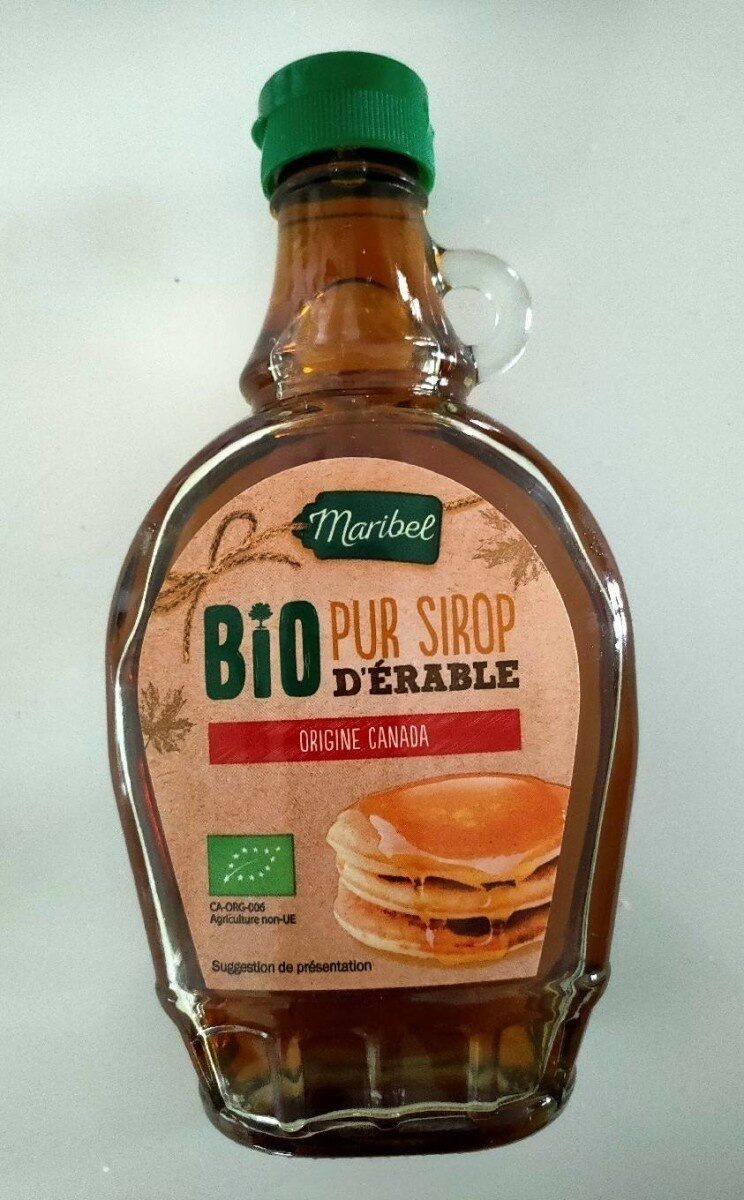 Maribel
BIO PUR SIROP
D'ÉRABLE
ORIGINE CANADA
CA-ORG-006
Agriculture non-UE
Suggestion de présentation